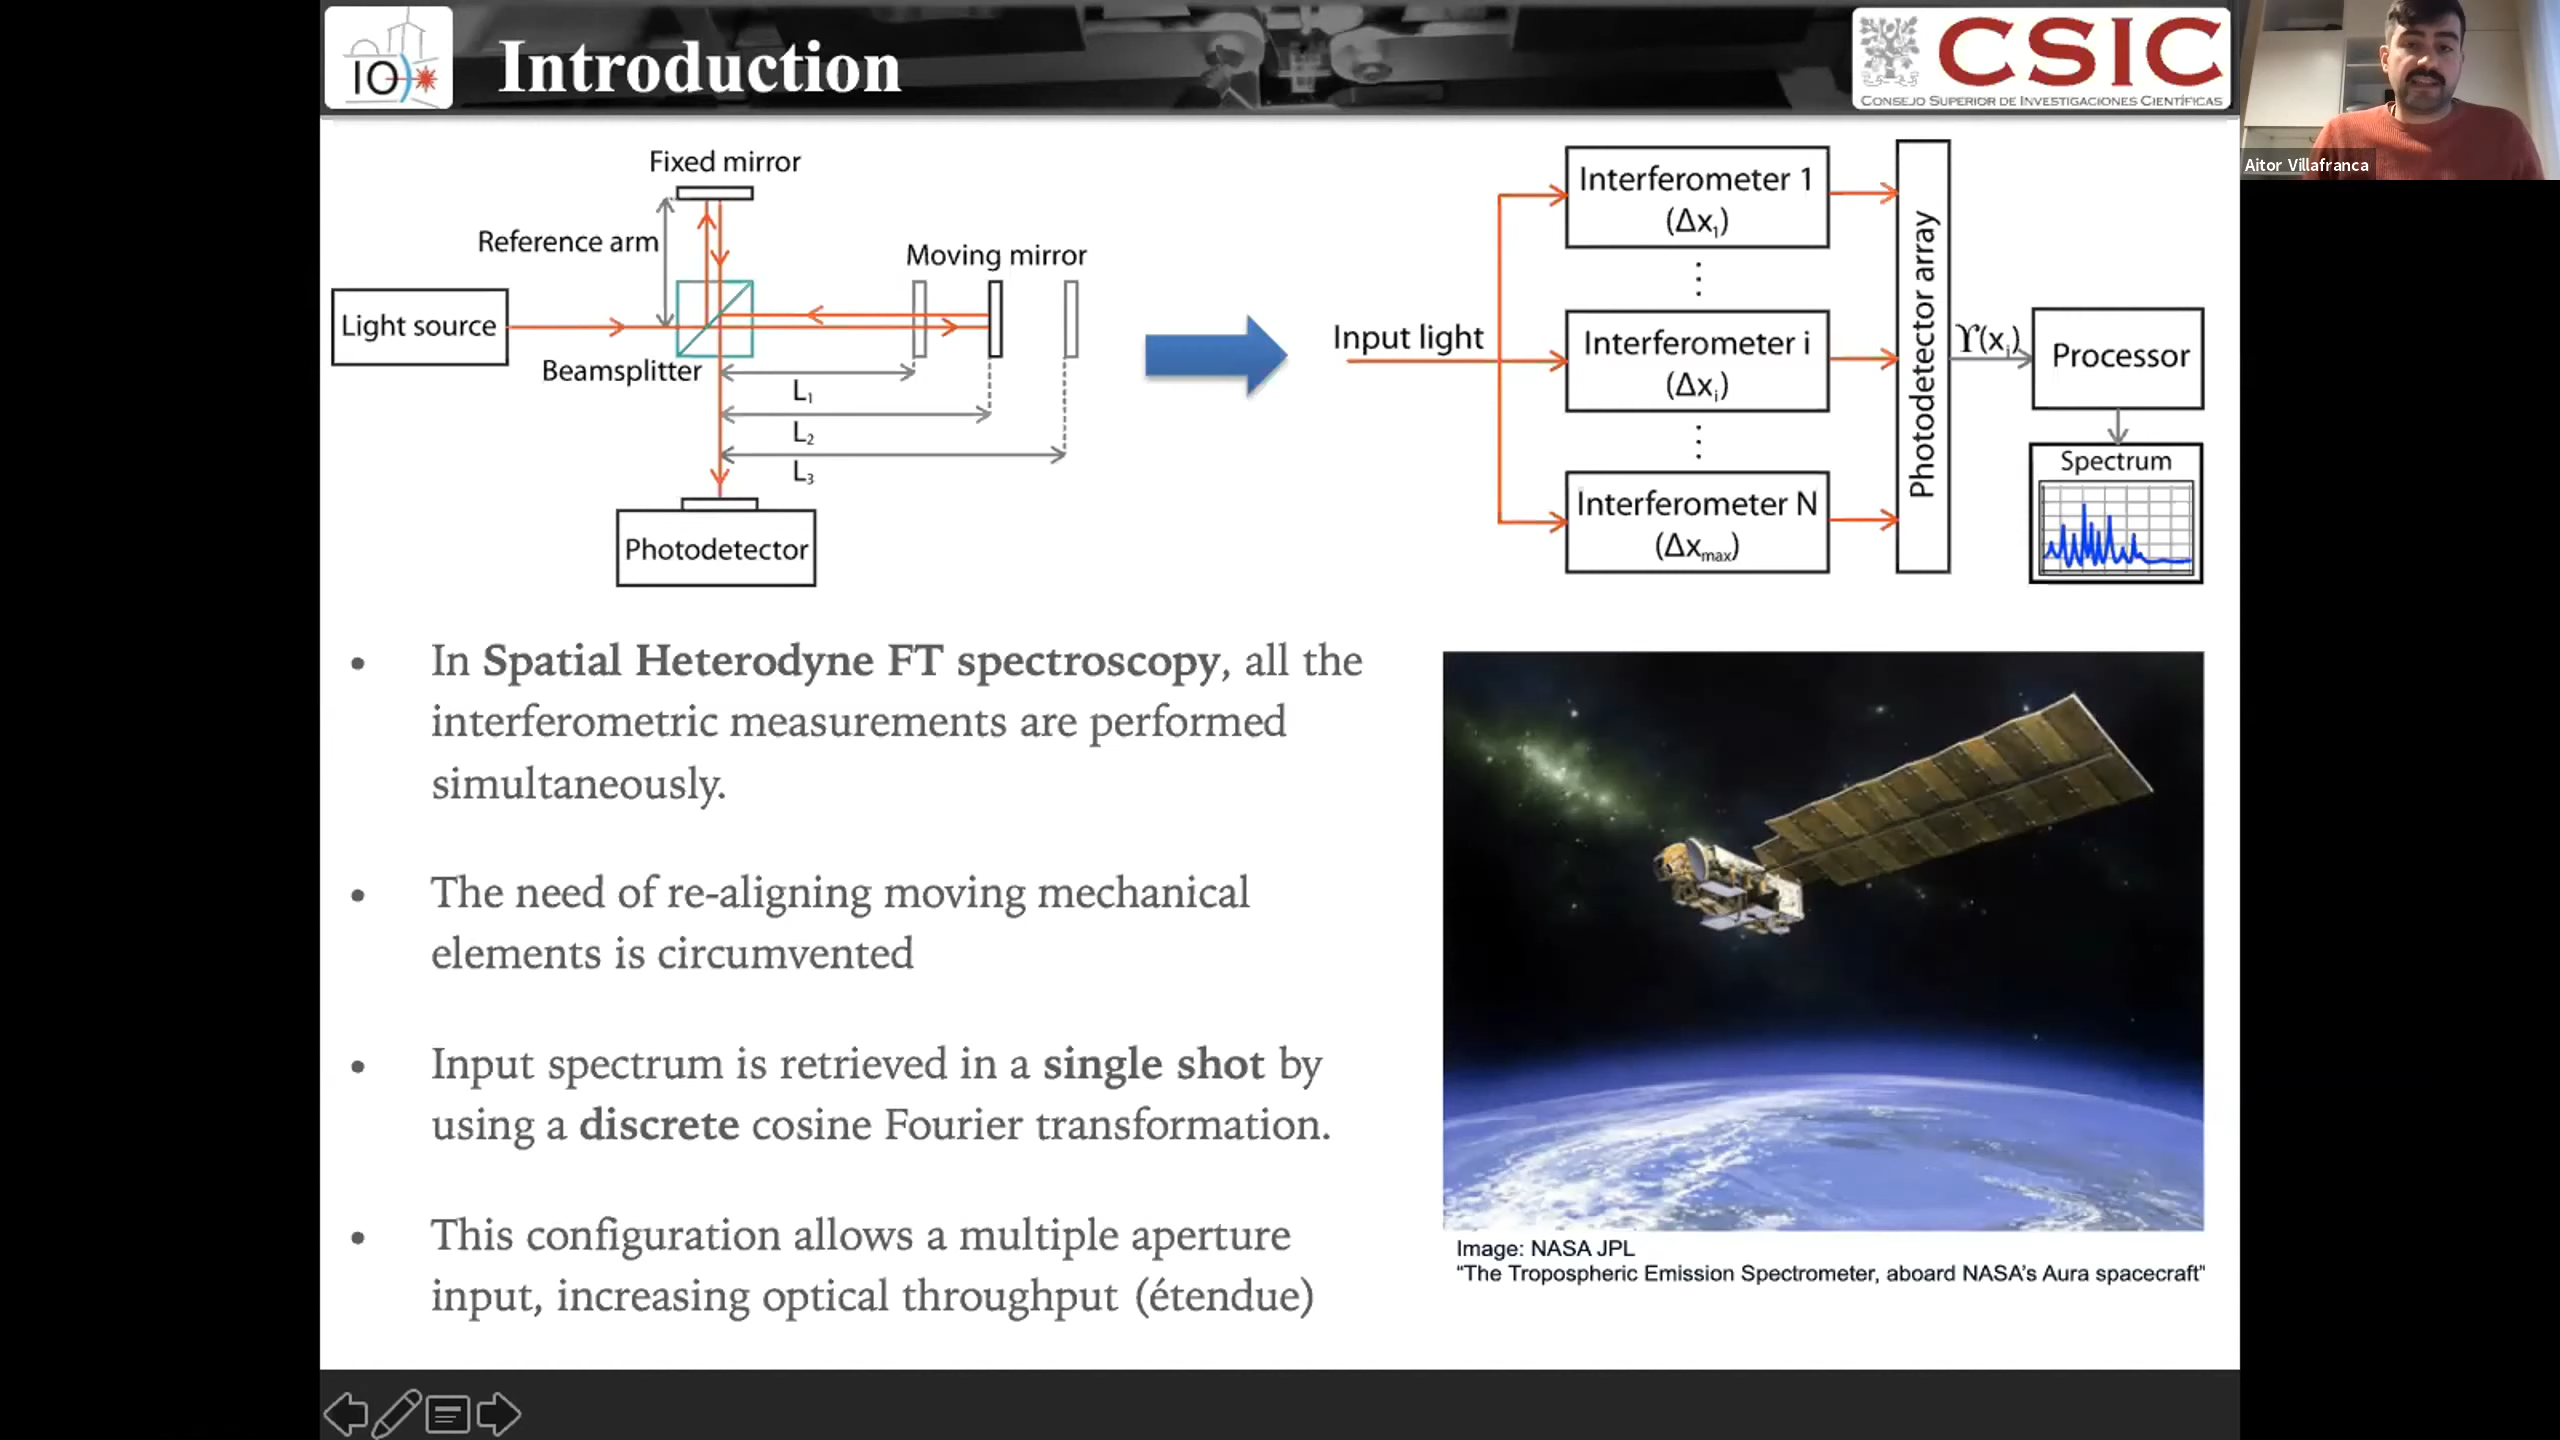 IO
Introduction
CSIC
CONSEJO SUPERIOR DE INVESTIGACIONES CIENTÍFICAS
Aitor Villafranca
Fixed mirror
Reference arm
Moving mirror
Light source
Beamsplitter
L1
L2
L3
Photodetector
Input light
Interferometer 1
(Δx1)
Interferometer i
(Δxi)
Interferometer N
(Δxmax)
Photodetector array
ϒ(xi)
Processor
Spectrum
• In Spatial Heterodyne FT spectroscopy, all the
interferometric measurements are performed
simultaneously.
• The need of re-aligning moving mechanical
elements is circumvented
• Input spectrum is retrieved in a single shot by
using a discrete cosine Fourier transformation.
• This configuration allows a multiple aperture
input, increasing optical throughput (étendue)
Image: NASA JPL
“The Tropospheric Emission Spectrometer, aboard NASA’s Aura spacecraft”